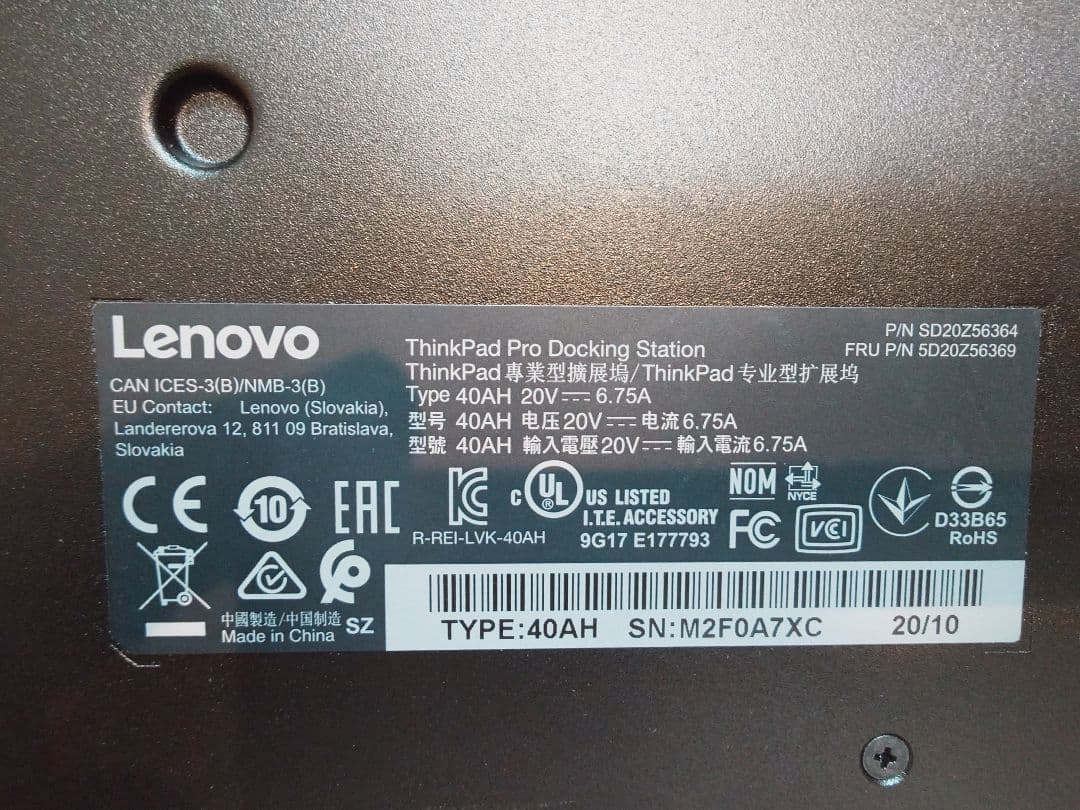 Lenovo
P/N SD20Z56364
FRU P/N 5D20Z56369
ThinkPad Pro Docking Station
ThinkPad 專業型擴展塢/ThinkPad 专业型扩展坞
Type 40AH 20V⎓6.75A
型号 40AH 电压20V⎓电流6.75A
型號 40AH 輸入電壓20V⎓輸入電流6.75A
CAN ICES-3(B)/NMB-3(B)
EU Contact: Lenovo (Slovakia),
Landererova 12, 811 09 Bratislava,
Slovakia
CE
10
EAC
KC
R-REI-LVK-40AH
C UL ® US LISTED
I.T.E. ACCESSORY
9G17 E177793
NOM
NYCE
FC
VCI
D33B65
RoHS
中國製造/中国制造
Made in China
SZ
TYPE:40AH SN:M2F0A7XC 20/10